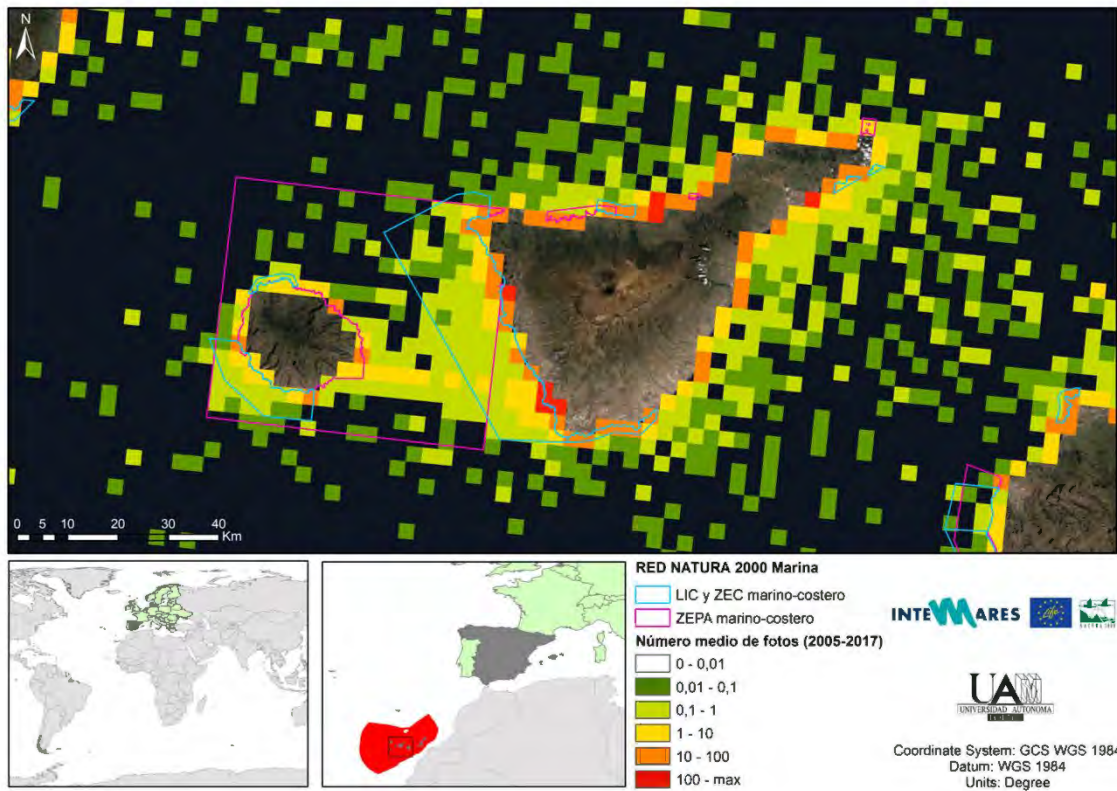 N
0 5 10 20 30 40
Km
RED NATURA 2000 Marina
LIC y ZEC marino-costero
ZEPA marino-costero
Número medio de fotos (2005-2017)
0 - 0,01
0,01 - 0,1
0,1 - 1
1 - 10
10 - 100
100 - max
INTEMARES
Life
UAM
UNIVERSIDAD AUTONOMA
Coordinate System: GCS WGS 1984
Datum: WGS 1984
Units: Degree